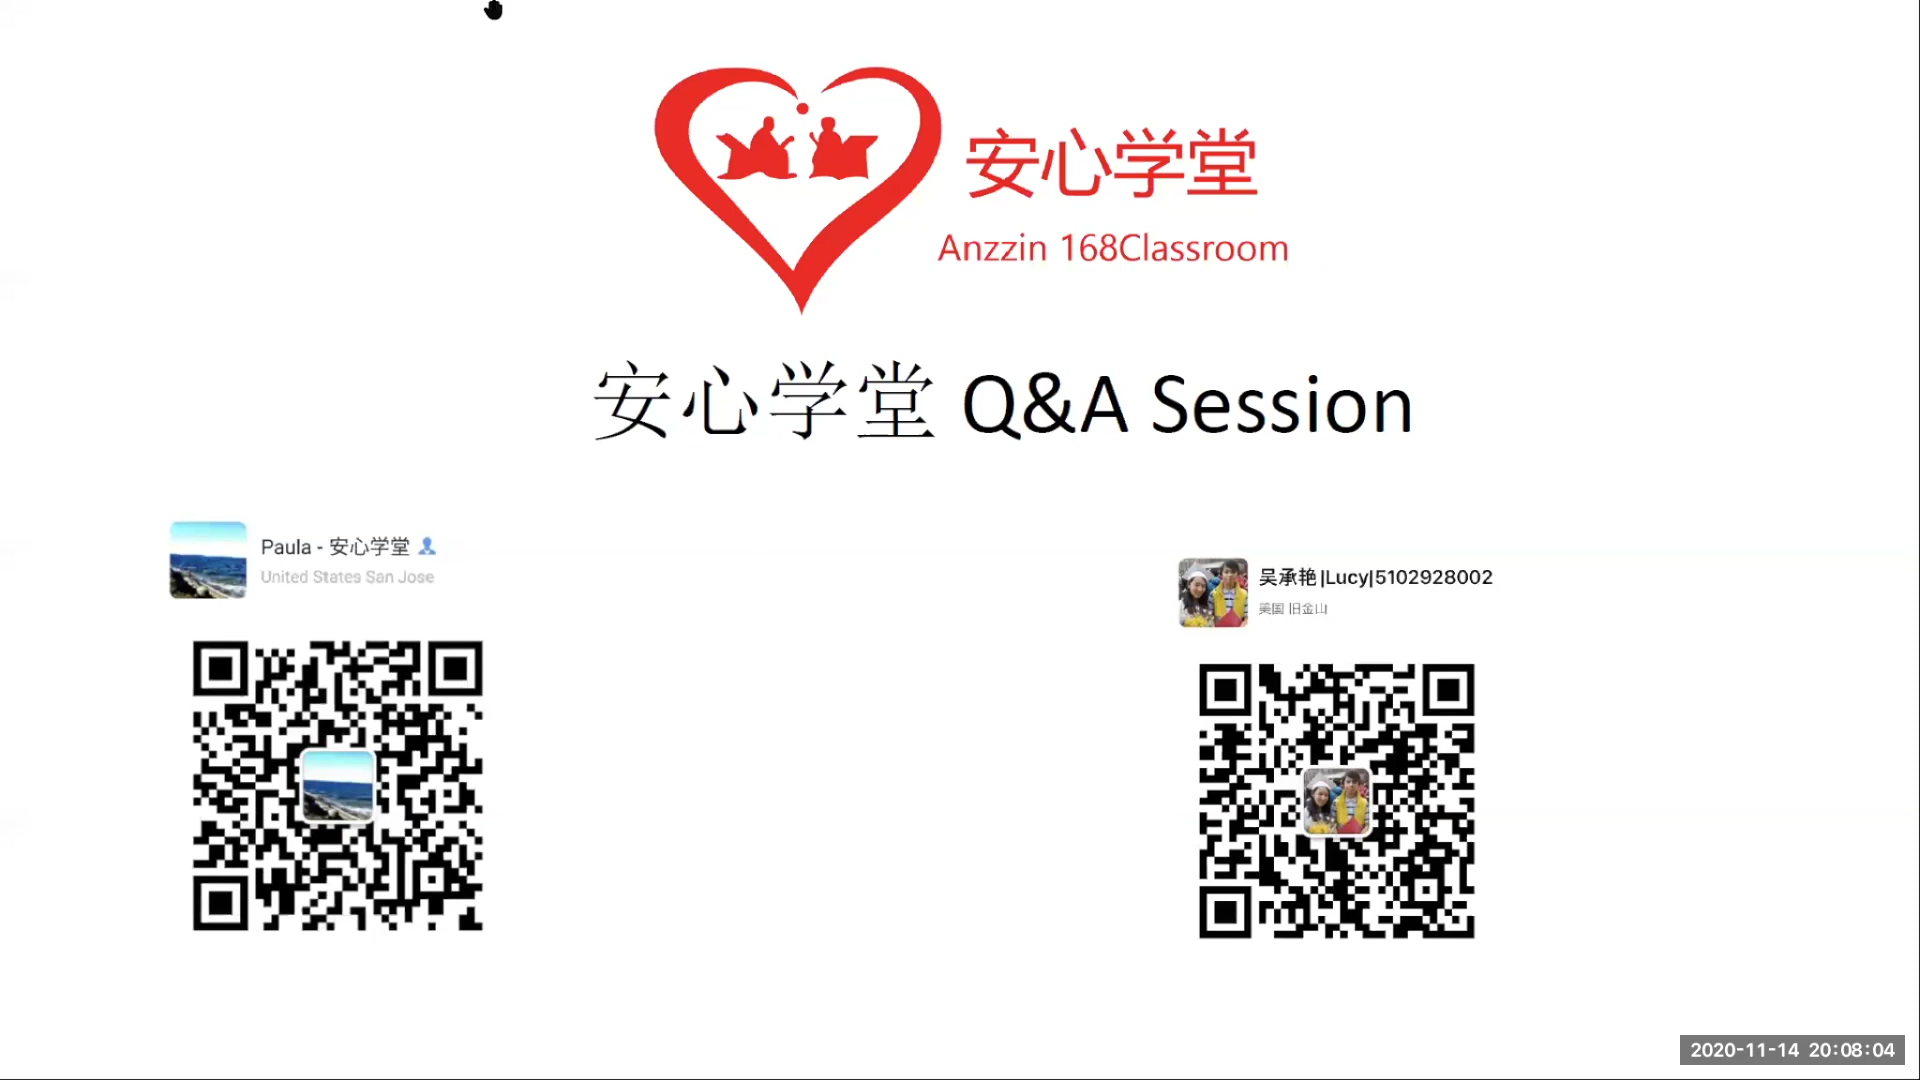 安心学堂
Anzzin 168Classroom
安心学堂 Q&A Session
Paula - 安心学堂
United States San Jose
吴承艳|Lucy|5102928002
美国 旧金山
2020-11-14 20:08:04